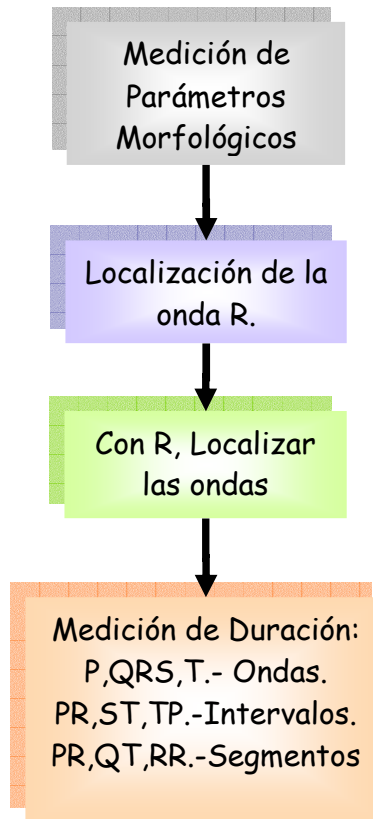 Medición de
Parámetros
Morfológicos
Localización de la
onda R.
Con R, Localizar
las ondas
Medición de Duración:
P,QRS,T.- Ondas.
PR,ST,TP.-Intervalos.
PR,QT,RR.-Segmentos